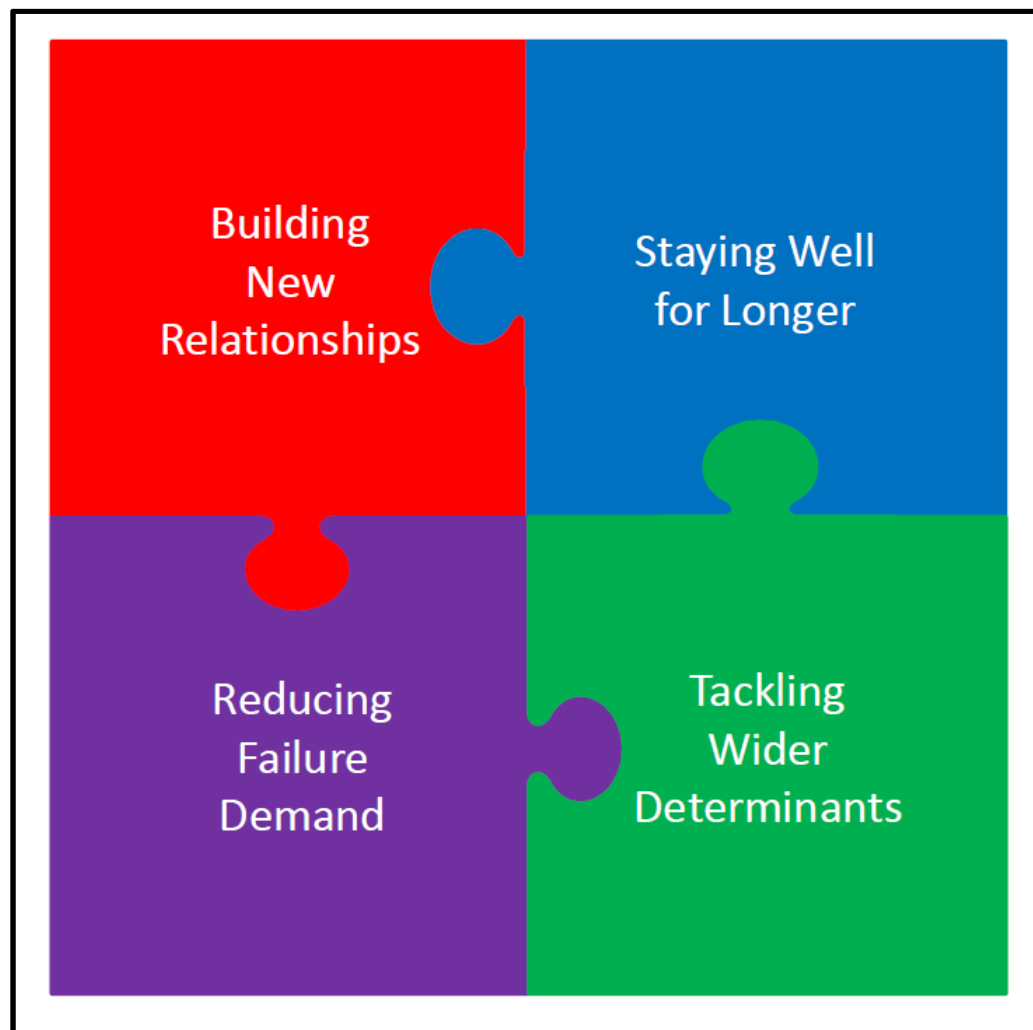 Building
New
Relationships
Staying Well
for Longer
Reducing
Failure
Demand
Tackling
Wider
Determinants